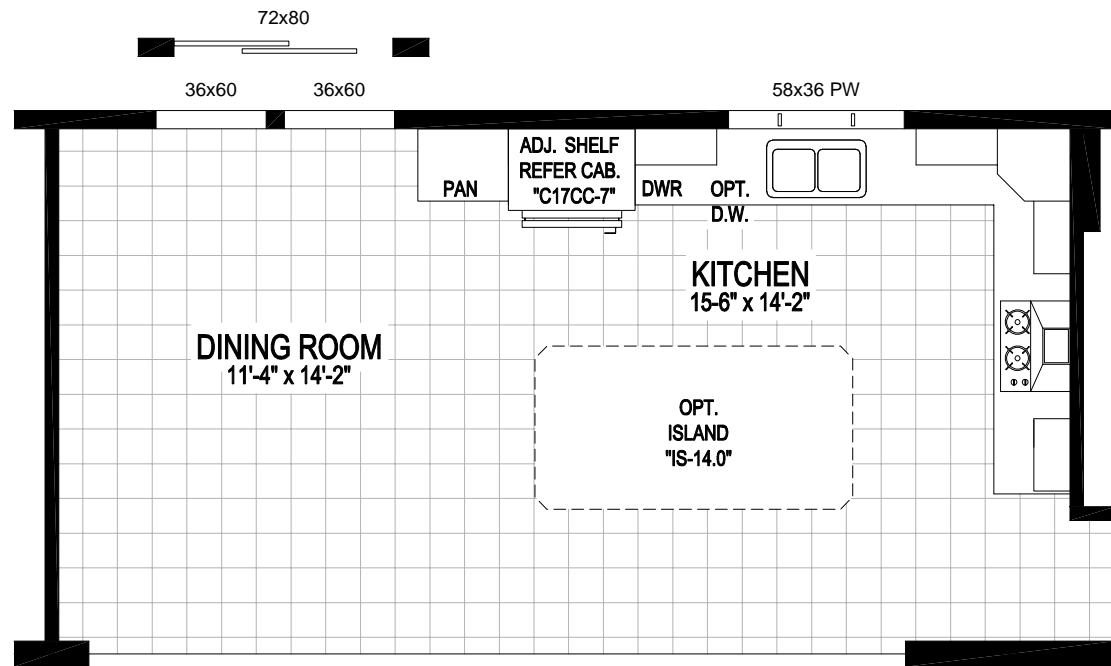 72x80
36x60
36x60
58x36 PW
ADJ. SHELF
REFER CAB.
"C17CC-7"
PAN
DWR
OPT.
D.W.
KITCHEN
15-6" x 14'-2"
DINING ROOM
11'-4" x 14'-2"
OPT.
ISLAND
"IS-14.0"